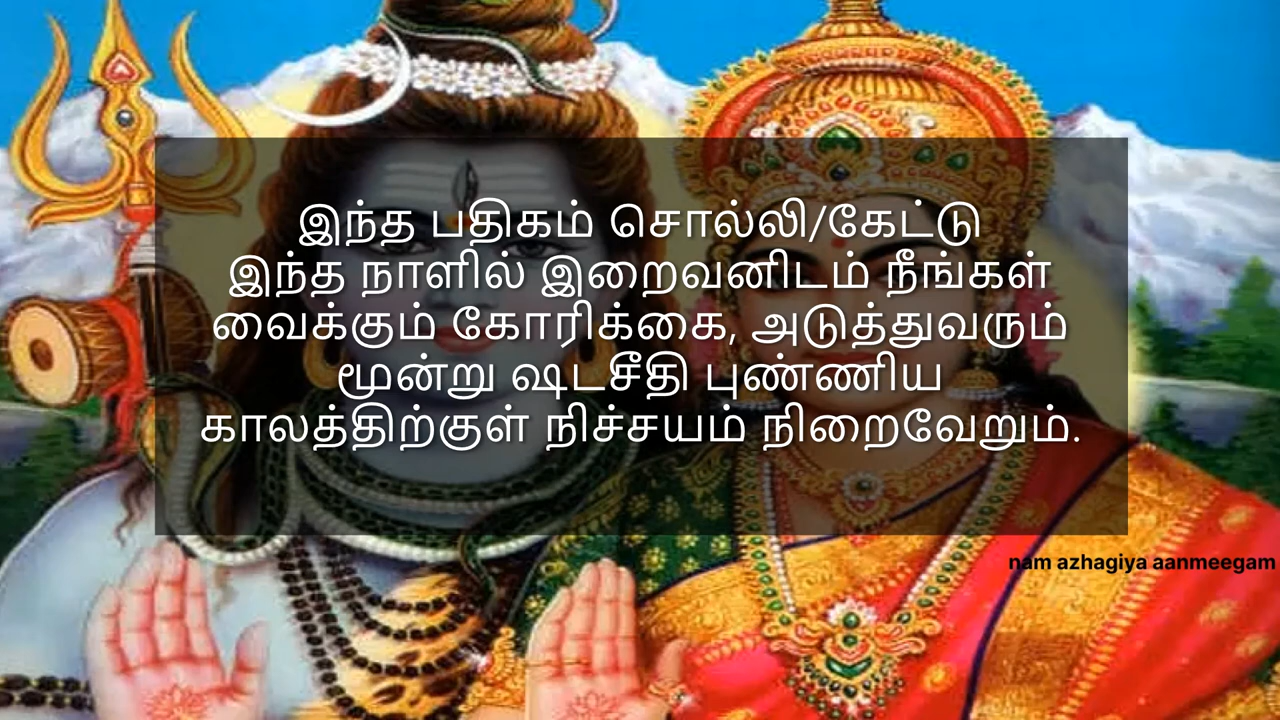 இந்த பதிகம் சொல்லி/கேட்டு
இந்த நாளில் இறைவனிடம் நீங்கள்
வைக்கும் கோரிக்கை, அடுத்துவரும்
மூன்று ஷடசீதி புண்ணிய
காலத்திற்குள் நிச்சயம் நிறைவேறும்.
nam azhagiya aanmeegam